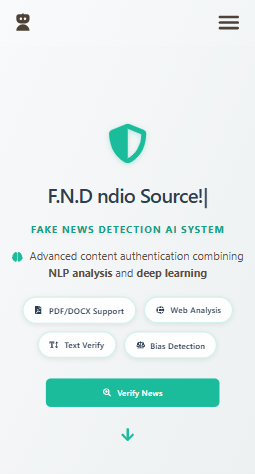 F.N.D ndio Source!|
FAKE NEWS DETECTION AI SYSTEM
Advanced content authentication combining
NLP analysis and deep learning
PDF/DOCX Support
Web Analysis
Text Verify
Bias Detection
Verify News